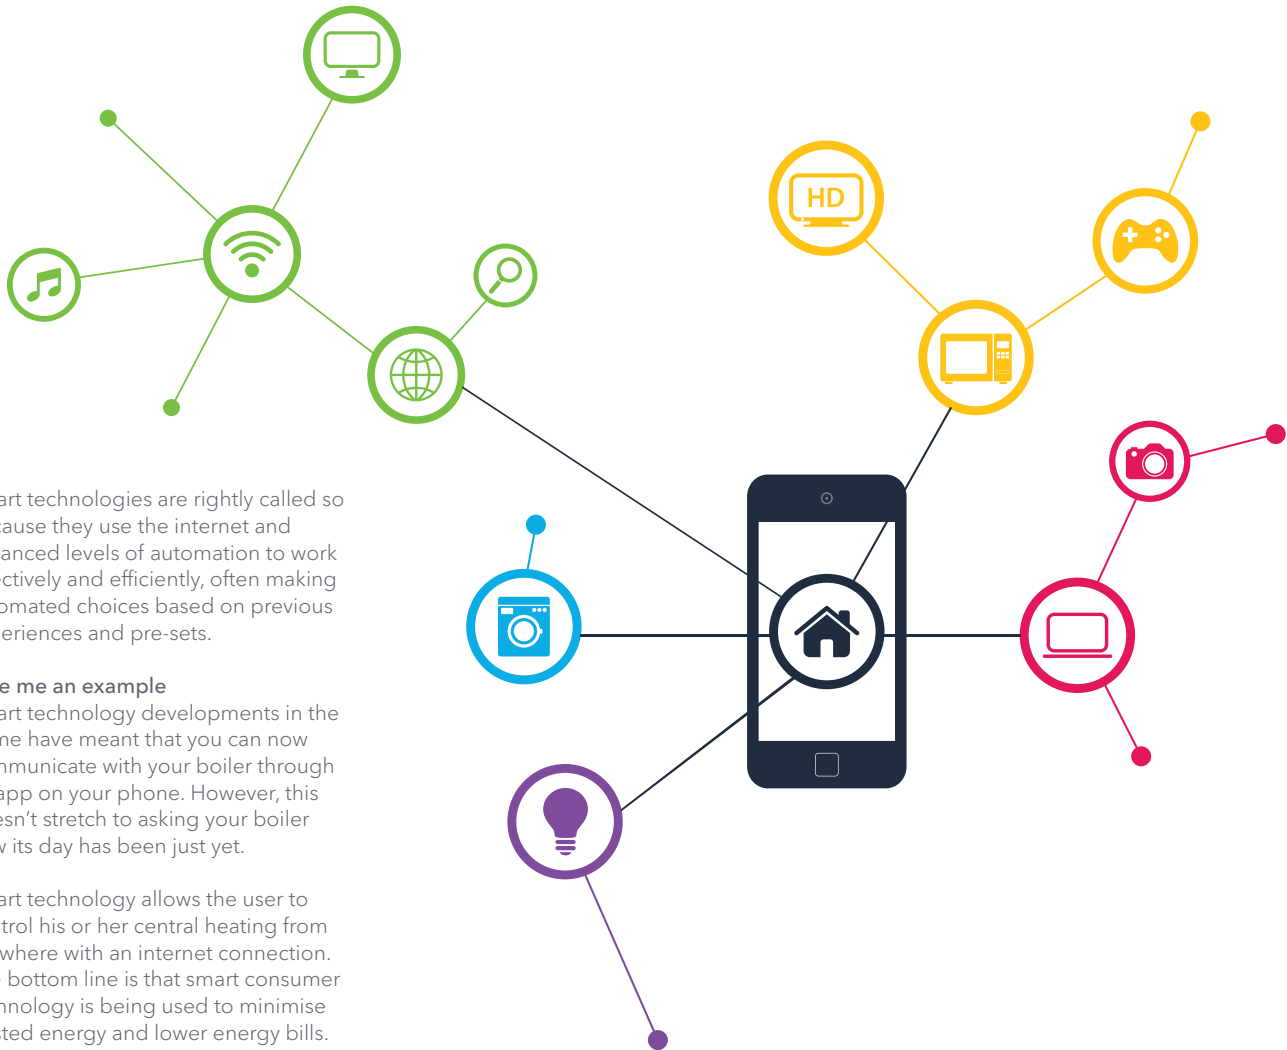 HD
art technologies are rightly called so
cause they use the internet and
anced levels of automation to work
ectively and efficiently, often making
omated choices based on previous
eriences and pre-sets.
e me an example
art technology developments in the
me have meant that you can now
mmunicate with your boiler through
app on your phone. However, this
esn’t stretch to asking your boiler
w its day has been just yet.
art technology allows the user to
trol his or her central heating from
where with an internet connection.
e bottom line is that smart consumer
hnology is being used to minimise
sted energy and lower energy bills.